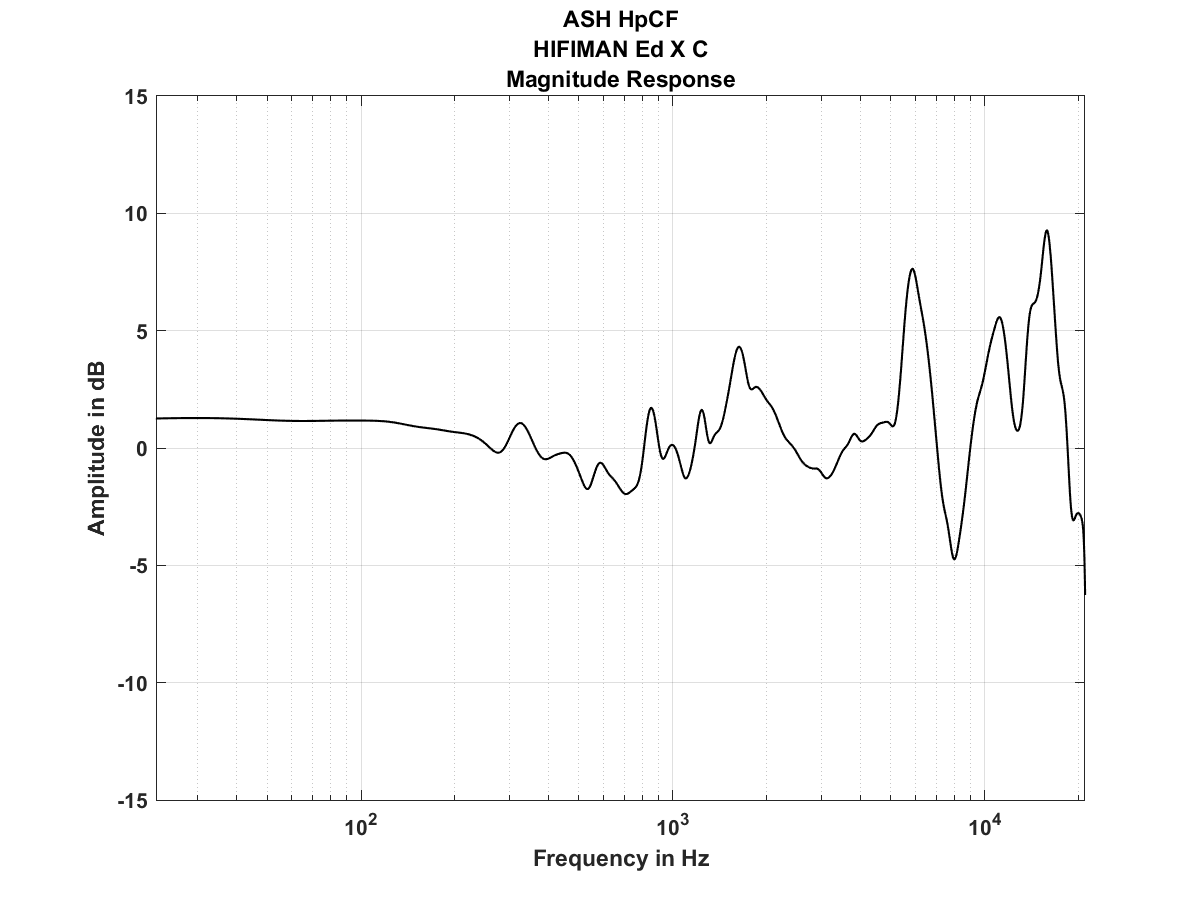 ASH HpCF
HIFIMAN Ed X C
Magnitude Response
15
10
5
0
-5
-10
-15
Amplitude in dB
10^2
10^3
10^4
Frequency in Hz